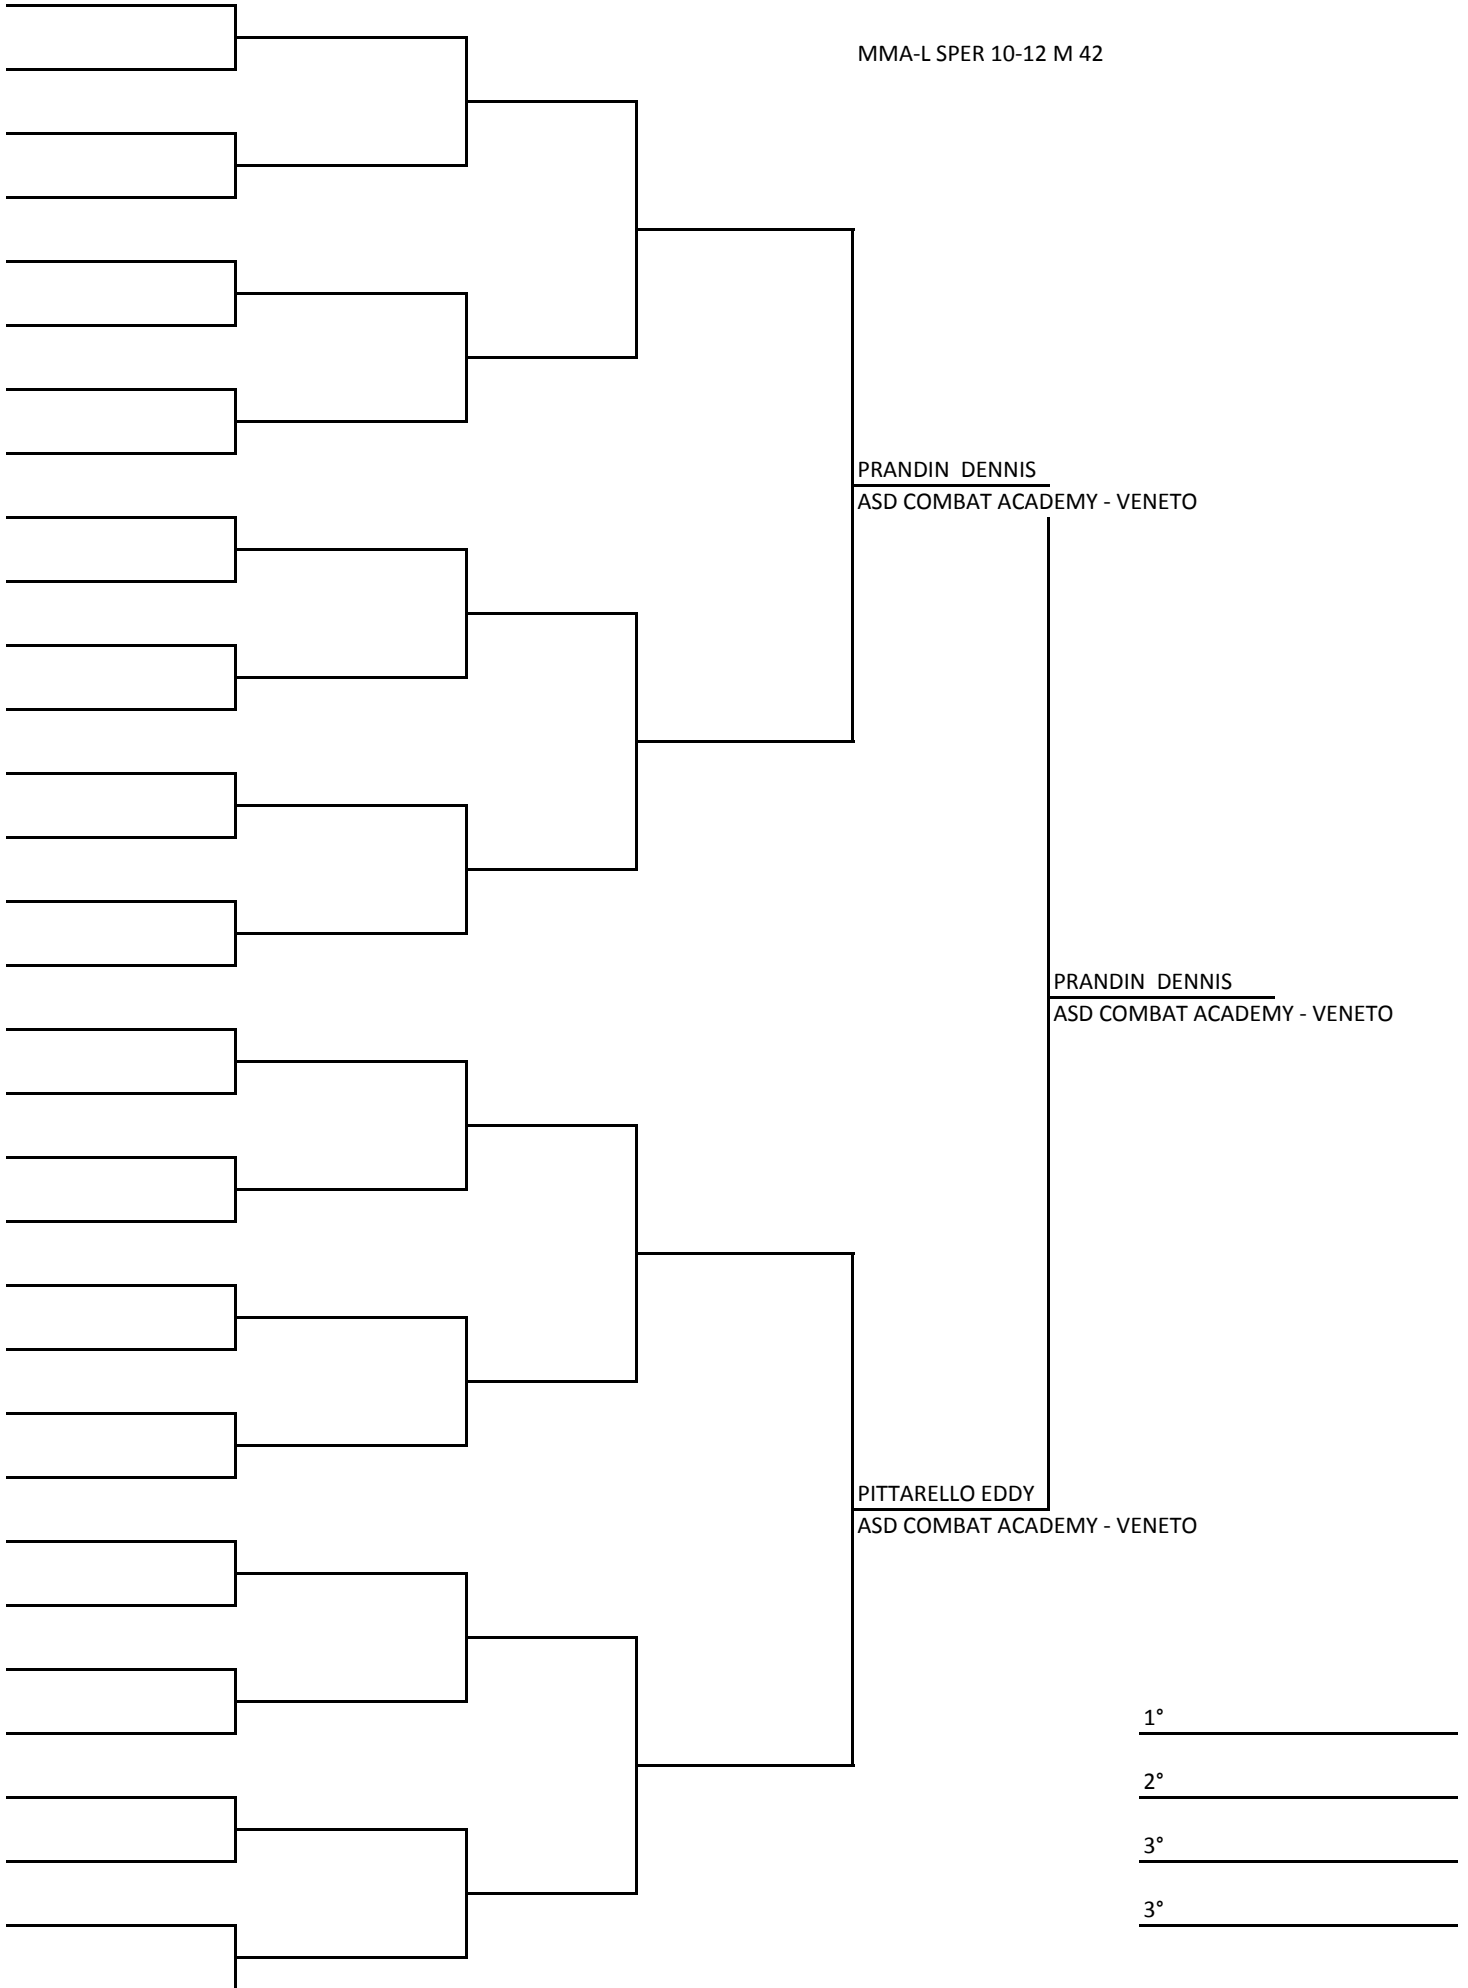 MMA-L SPER 10-12 M 42
PRANDIN  DENNIS
ASD COMBAT ACADEMY - VENETO
PRANDIN  DENNIS
ASD COMBAT ACADEMY - VENETO
PITTARELLO EDDY
ASD COMBAT ACADEMY - VENETO
1°
2°
3°
3°